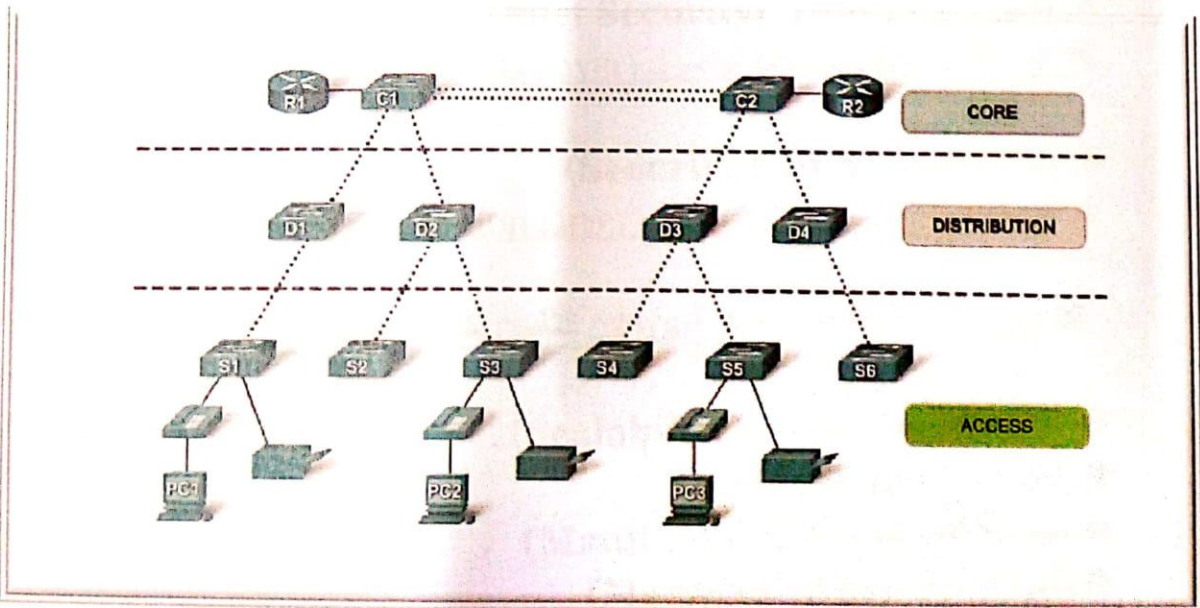 R1 C1 C2 R2
CORE
D1 D2 D3 D4
DISTRIBUTION
S1 S2 S3 S4 S5 S6
ACCESS
PC1 PC2 PC3